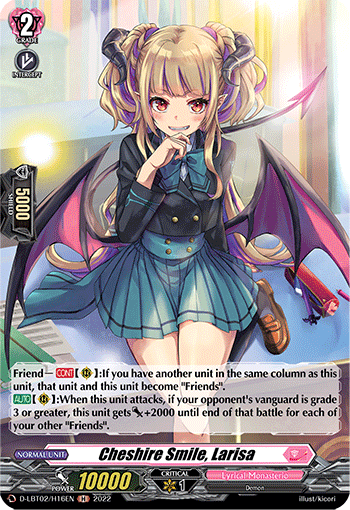 2
GRADE
INTERCEPT
5000
SHIELD
Friend— CONT【 】:If you have another unit in the same column as this
unit, that unit and this unit become "Friends".
AUTO【 】:When this unit attacks, if your opponent's vanguard is grade
3 or greater, this unit gets +2000 until end of that battle for each of
your other "Friends".
NORMAL UNIT
Cheshire Smile, Larisa
Lyrical Monasterio
POWER 10000
CRITICAL
1
Demon
D-LBT02/H16EN H 2022
illust/kicori